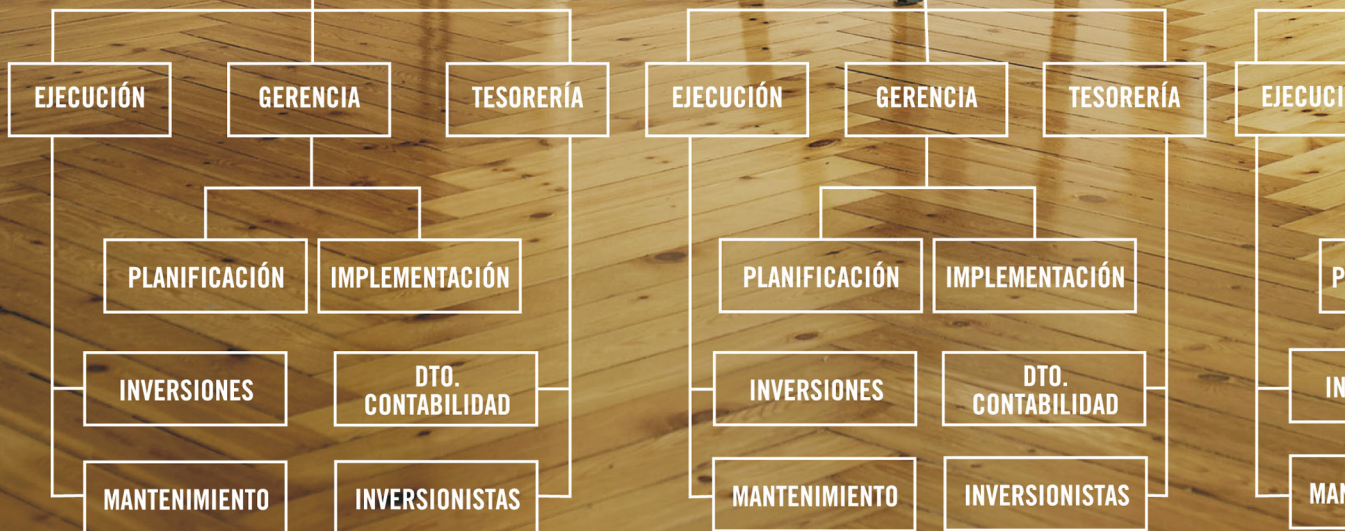 EJECUCIÓN
GERENCIA
TESORERÍA
EJECUCIÓN
GERENCIA
TESORERÍA
PLANIFICACIÓN
IMPLEMENTACIÓN
PLANIFICACIÓN
IMPLEMENTACIÓN
INVERSIONES
DTO.
CONTABILIDAD
INVERSIONES
DTO.
CONTABILIDAD
MANTENIMIENTO
INVERSIONISTAS
MANTENIMIENTO
INVERSIONISTAS